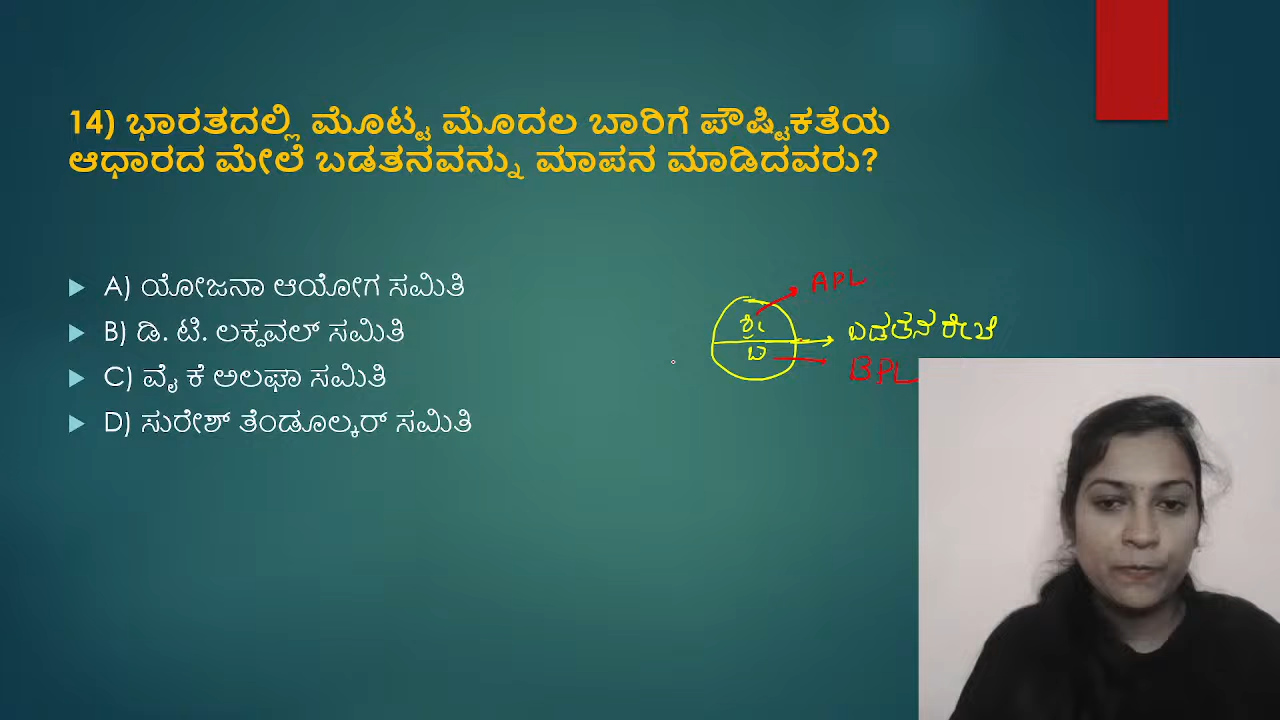 14) ಭಾರತದಲ್ಲಿ ಮೊಟ್ಟ ಮೊದಲ ಬಾರಿಗೆ ಪೌಷ್ಟಿಕತೆಯ
ಆಧಾರದ ಮೇಲೆ ಬಡತನವನ್ನು ಮಾಪನ ಮಾಡಿದವರು?
A) ಯೋಜನಾ ಆಯೋಗ ಸಮಿತಿ
B) ಡಿ. ಟಿ. ಲಕ್ಡವಲ್ ಸಮಿತಿ
C) ವೈ ಕೆ ಅಲಘಾ ಸಮಿತಿ
D) ಸುರೇಶ್ ತೆಂಡೂಲ್ಕರ್ ಸಮಿತಿ
APL
ಶ್ರೀ
ಬಡತನ ರೇಖೆ
ಬ
BPL